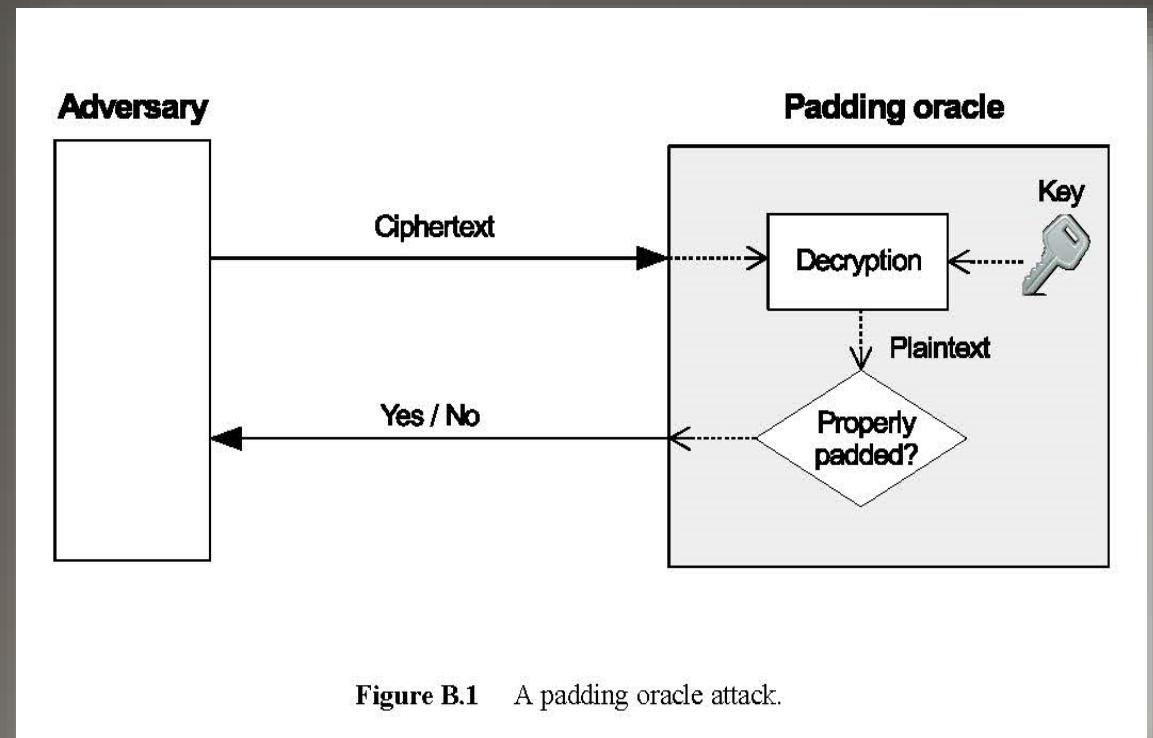 Adversary
Padding oracle
Key
Ciphertext
Decryption
Plaintext
Yes / No
Properly
padded?
Figure B.1 A padding oracle attack.